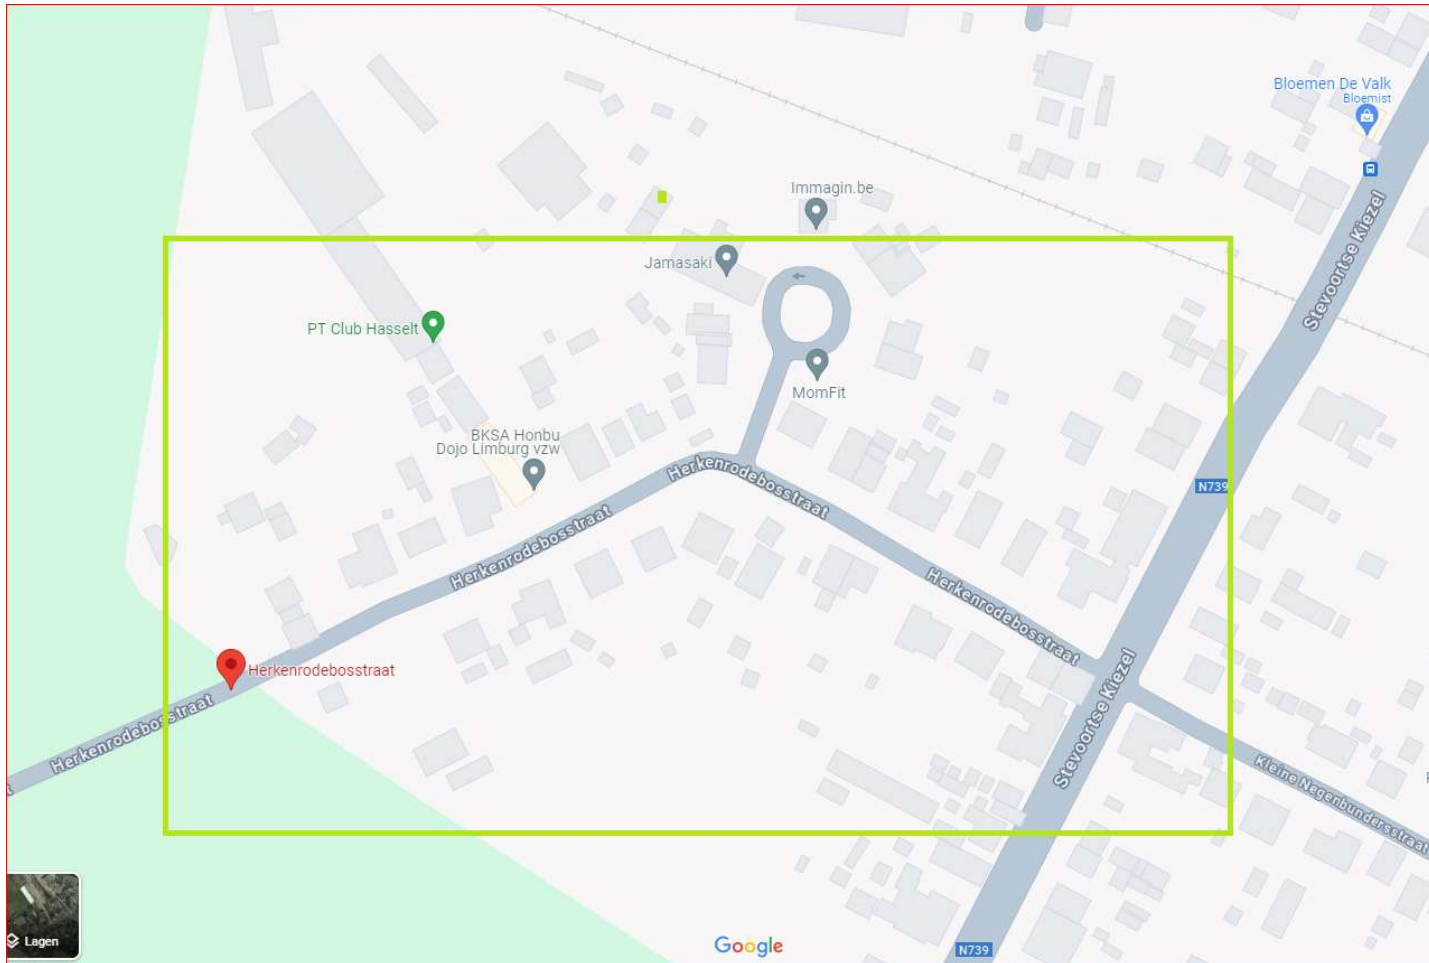 Bloemen De Valk
Bloemist
Immagin.be
Stevoortse Kiezel
Jamasaki
PT Club Hasselt
MomFit
BKSA Honbu
Dojo Limburg vzw
Herkenrodebosstraat
N739
Herkenrodebosstraat
Herkenrodebosstraat
Herkenrodebosstraat
Herkenrodebosstraat
Stevoortse Kiezel
Kleine Negenbundersstraat
Lagen
Google
N739